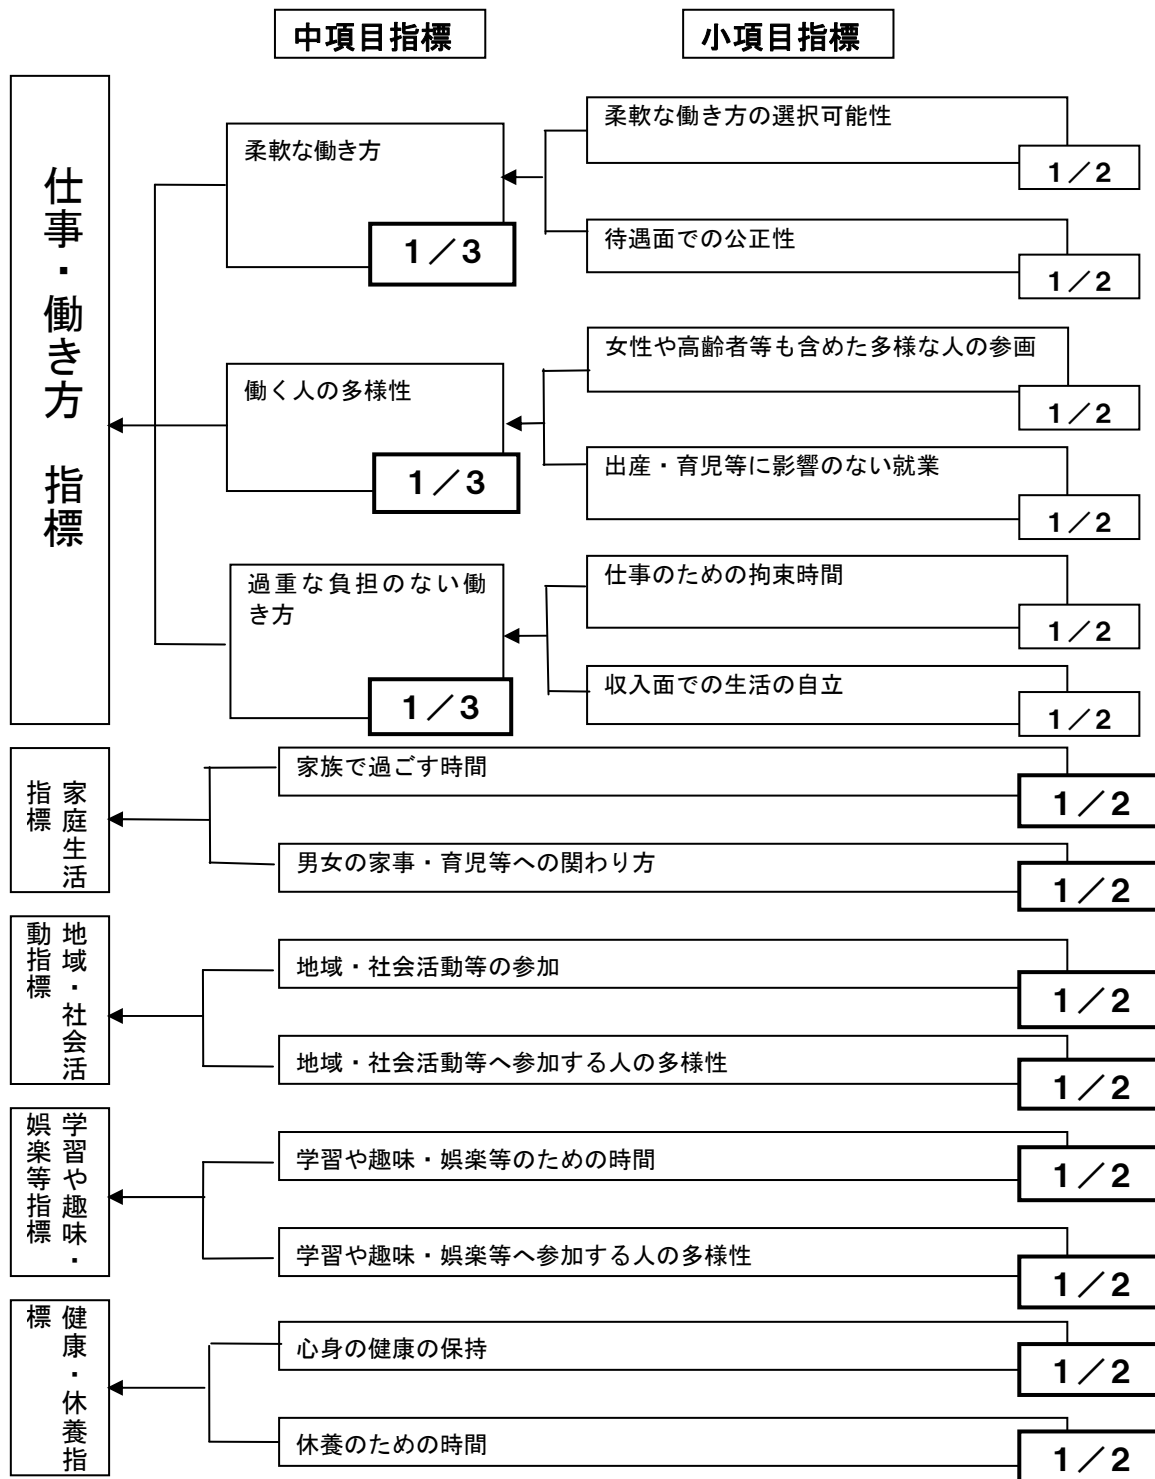 中項目指標
小項目指標
仕事・働き方　指標
柔軟な働き方
1／3
柔軟な働き方の選択可能性
1／2
待遇面での公正性
1／2
働く人の多様性
1／3
女性や高齢者等も含めた多様な人の参画
1／2
出産・育児等に影響のない就業
1／2
過重な負担のない働
き方
1／3
仕事のための拘束時間
1／2
収入面での生活の自立
1／2
家庭生活
指標
家族で過ごす時間
1／2
男女の家事・育児等への関わり方
1／2
地域・社会活
動指標
地域・社会活動等の参加
1／2
地域・社会活動等へ参加する人の多様性
1／2
学習や趣味・
娯楽等指標
学習や趣味・娯楽等のための時間
1／2
学習や趣味・娯楽等へ参加する人の多様性
1／2
健康・休養指
標
心身の健康の保持
1／2
休養のための時間
1／2